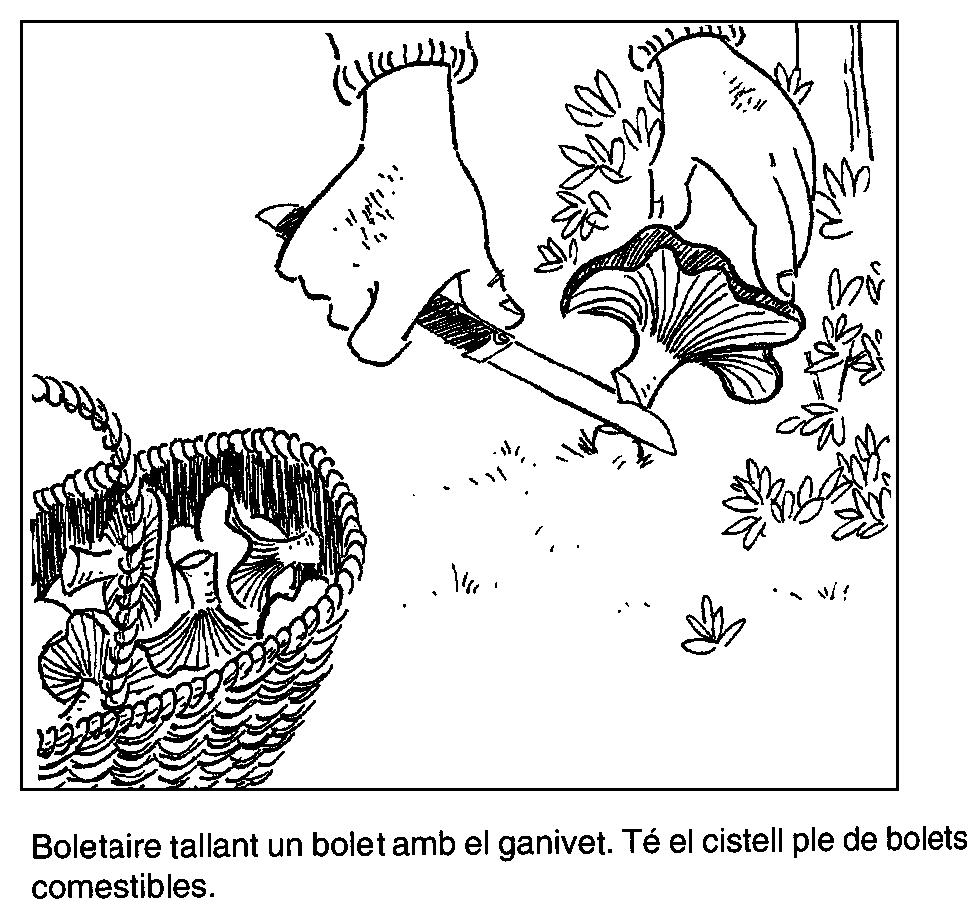 Boletaire tallant un bolet amb el ganivet. Té el cistell ple de bolets
comestibles.